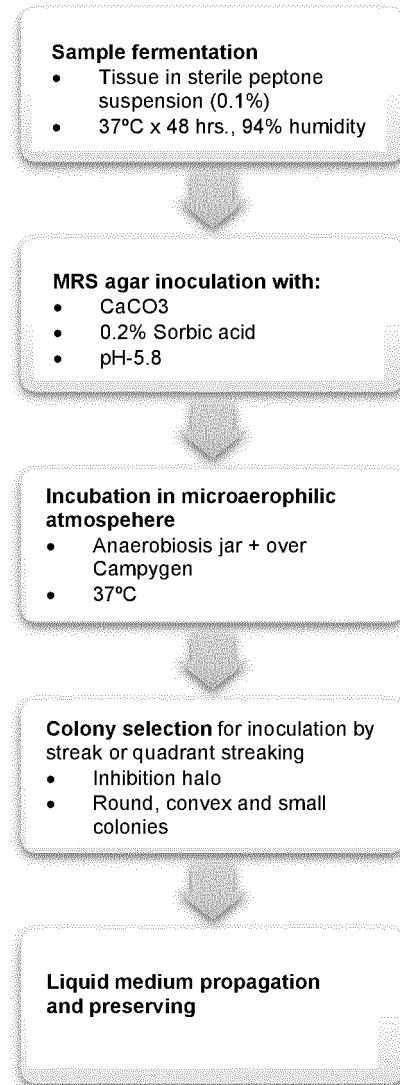 Sample fermentation
• Tissue in sterile peptone
suspension (0.1%)
• 37ºC x 48 hrs., 94% humidity
MRS agar inoculation with:
• CaCO3
• 0.2% Sorbic acid
• pH-5.8
Incubation in microaerophilic
atmospehere
• Anaerobiosis jar + over
Campygen
• 37ºC
Colony selection for inoculation by
streak or quadrant streaking
• Inhibition halo
• Round, convex and small
colonies
Liquid medium propagation
and preserving